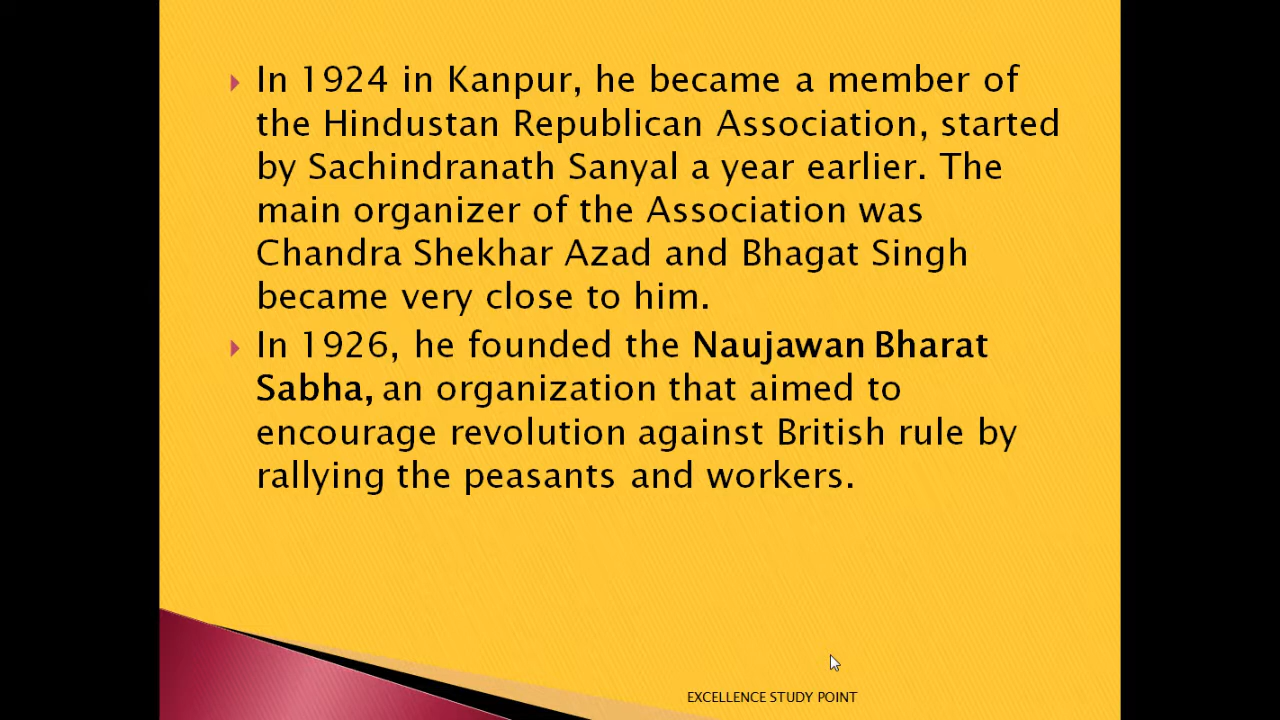 In 1924 in Kanpur, he became a member of
the Hindustan Republican Association, started
by Sachindranath Sanyal a year earlier. The
main organizer of the Association was
Chandra Shekhar Azad and Bhagat Singh
became very close to him.
In 1926, he founded the Naujawan Bharat
Sabha, an organization that aimed to
encourage revolution against British rule by
rallying the peasants and workers.
EXCELLENCE STUDY POINT